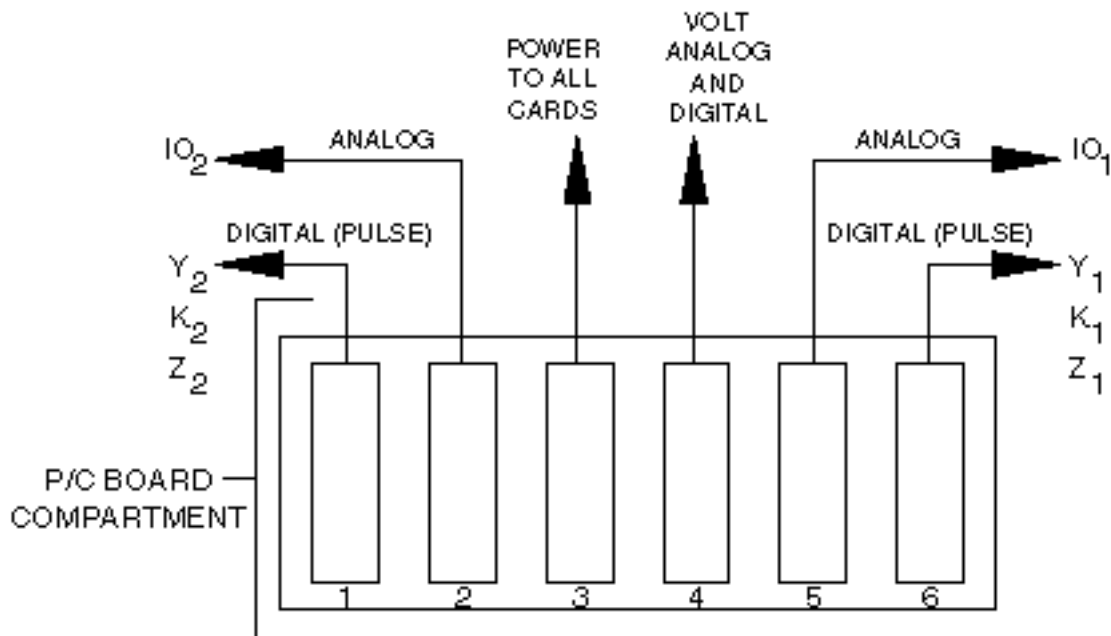 VOLT
ANALOG
AND
DIGITAL
POWER
TO ALL
CARDS
IO2
ANALOG
ANALOG
IO1
DIGITAL (PULSE)
DIGITAL (PULSE)
Y2
K2
Z2
Y1
K1
Z1
P/C BOARD
COMPARTMENT
1 2 3 4 5 6